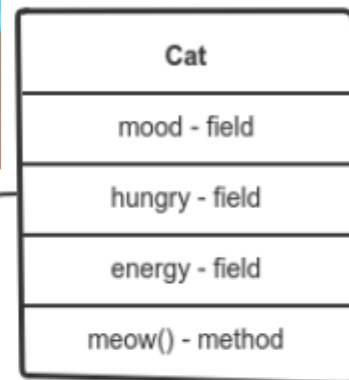 Cat
mood - field
hungry - field
energy - field
meow() - method